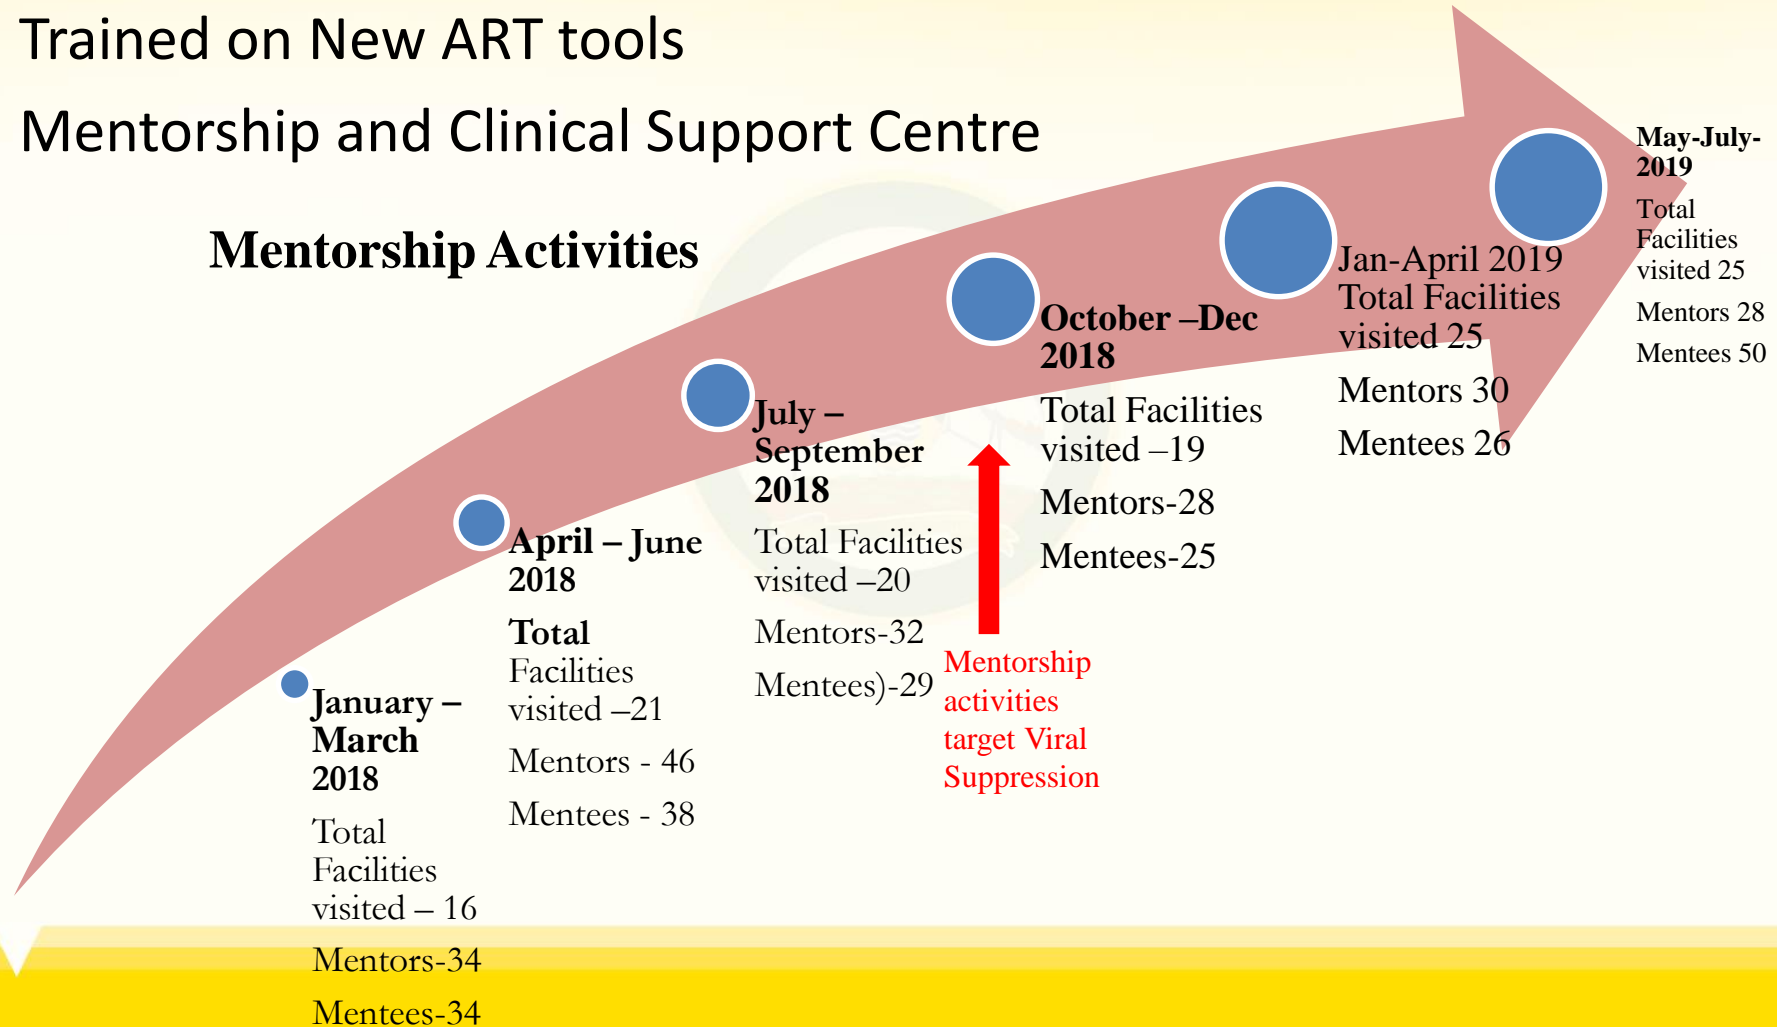 Trained on New ART tools
Mentorship and Clinical Support Centre
Mentorship Activities
January –
March
2018
Total
Facilities
visited – 16
Mentors-34
Mentees-34
April – June
2018
Total
Facilities
visited –21
Mentors - 46
Mentees - 38
July –
September
2018
Total Facilities
visited –20
Mentors-32
Mentees)-29
Mentorship
activities
target Viral
Suppression
October –Dec
2018
Total Facilities
visited –19
Mentors-28
Mentees-25
Jan-April 2019
Total Facilities
visited 25
Mentors 30
Mentees 26
May-July-
2019
Total
Facilities
visited 25
Mentors 28
Mentees 50